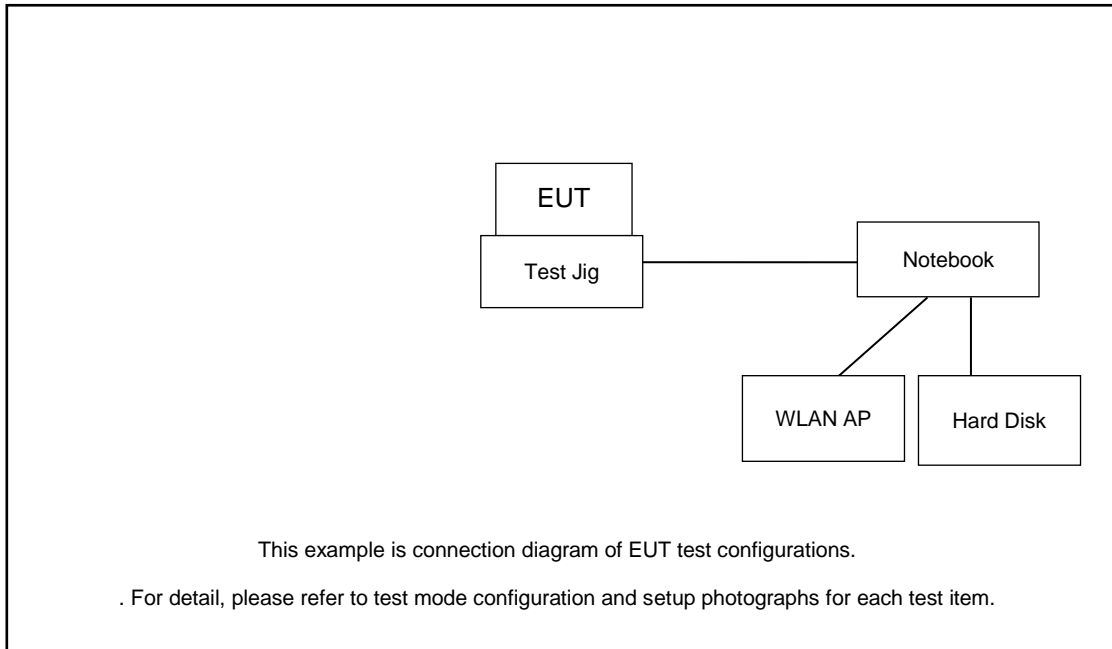 EUT
Test Jig
Notebook
WLAN AP
Hard Disk
This example is connection diagram of EUT test configurations.
. For detail, please refer to test mode configuration and setup photographs for each test item.